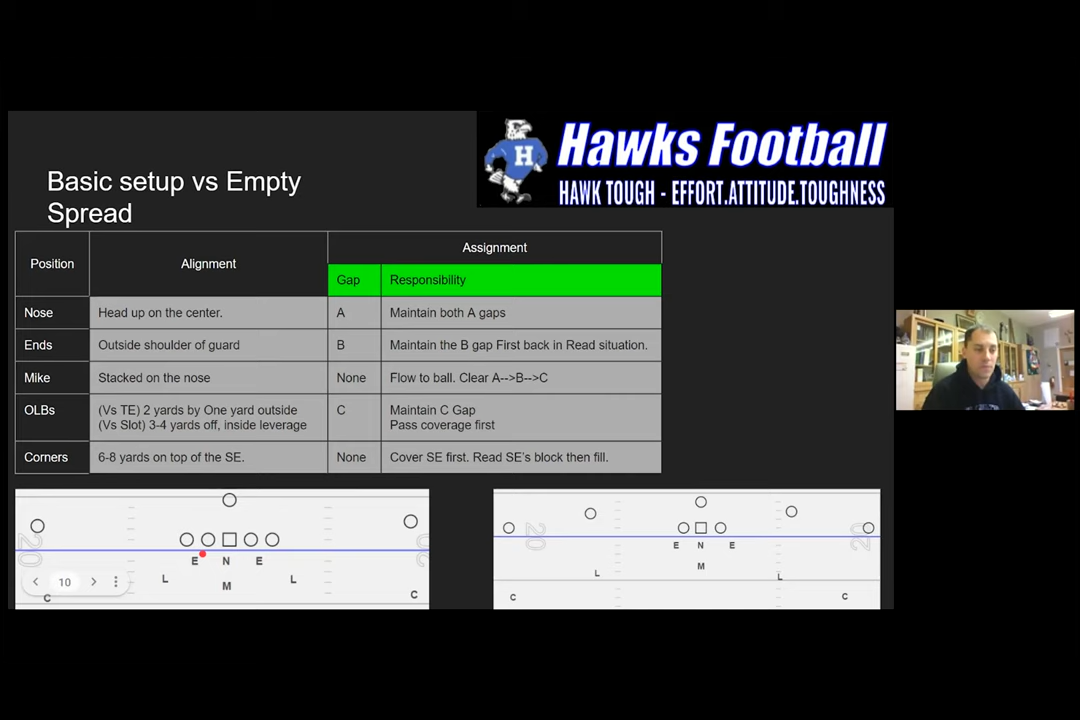 H
Hawks Football
HAWK TOUGH - EFFORT.ATTITUDE.TOUGHNESS
Basic setup vs Empty
Spread
Position
Alignment
Assignment
Gap
Responsibility
Nose
Head up on the center.
A
Maintain both A gaps
Ends
Outside shoulder of guard
B
Maintain the B gap First back in Read situation.
Mike
Stacked on the nose
None
Flow to ball. Clear A-->B-->C
OLBs
(Vs TE) 2 yards by One yard outside
(Vs Slot) 3-4 yards off, inside leverage
C
Maintain C Gap
Pass coverage first
Corners
6-8 yards on top of the SE.
None
Cover SE first. Read SE's block then fill.
20
E N E
L L
M
C C
10
20 20
E N E
M
L L
C C